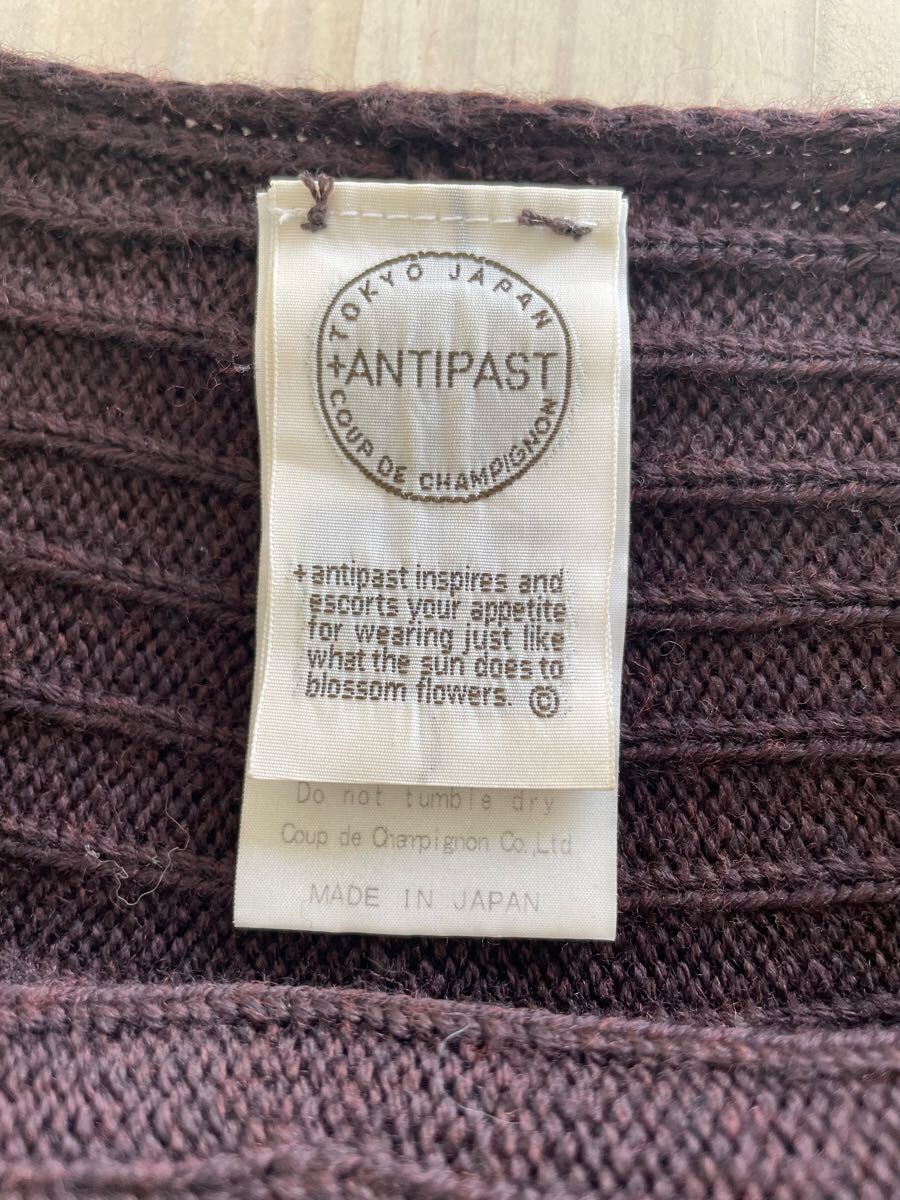 TOKYO JAPAN
+ANTIPAST
COUP DE CHAMPIGNON
+antipast inspires and
escorts your appetite
for wearing just like
what the sun does to
blossom flowers. ©
Do not tumble dry
Coup de Champignon Co.,Ltd
MADE IN JAPAN